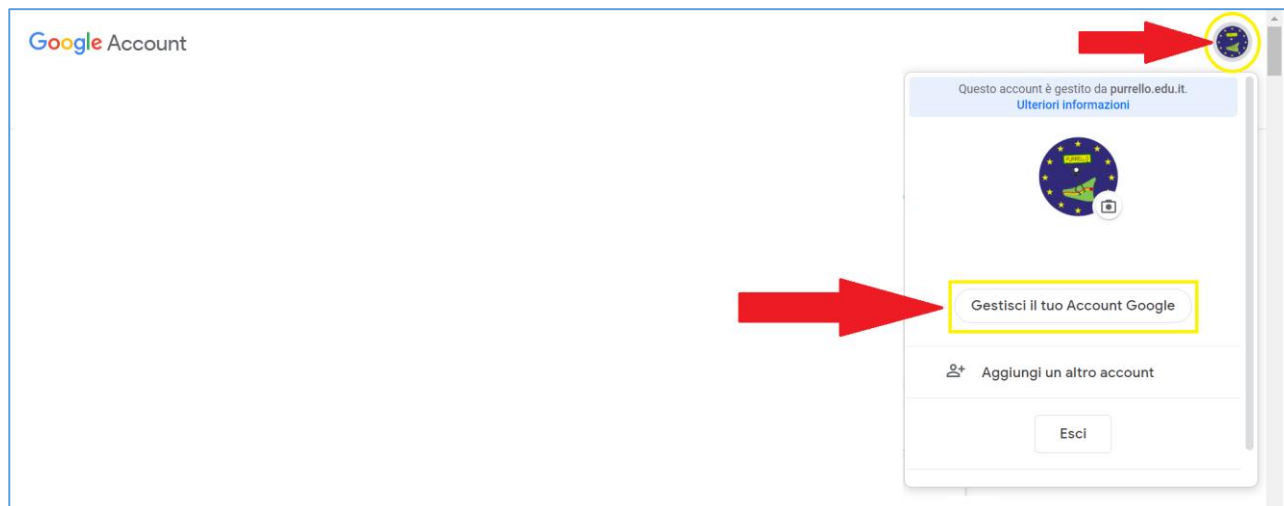 Google Account
Questo account è gestito da purrello.edu.it.
Ulteriori informazioni
PURRELLO
Gestisci il tuo Account Google
Aggiungi un altro account
Esci